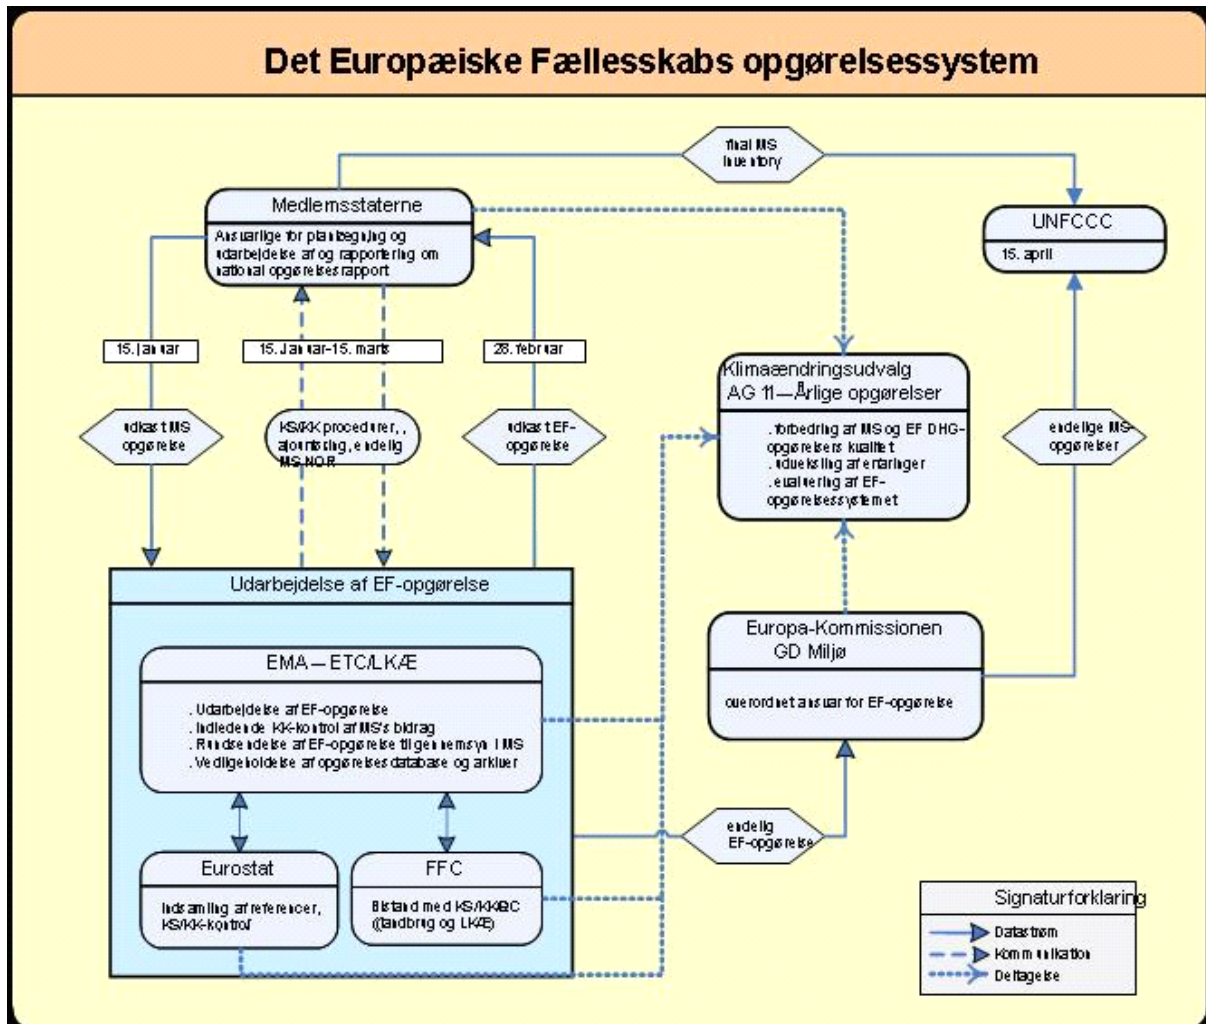 Det Europæiske Fællesskabs opgørelsessystem
final MS
Inventory
Medlemsstaterne
Ansvarlige for planlægning og
udarbejdelse af og rapportering om
national opgørelsesrapport
UNFCCC
15. april
15. januar
15. Januar-15. marts
28. februar
Klimaændringsudvalg
AG 11—Årlige opgørelser
. forbedring af MS og EF DHG-
opgørelsers kvalitet
. udveksling af erfaringer
. evaluering af EF-
opgørelsessystemet
udkast MS
opgørelse
KS/KK procedurer, ,
ajourføring, endelig
MS NOR
udkast EF-
opgørelse
endelige MS-
opgørelser
Udarbejdelse af EF-opgørelse
EMA—ETC/LKÆ
. Udarbejdelse af EF-opgørelse
. Indledende KK-kontrol af MS's bidrag
. Rundsendelse af EF-opgørelse til gennemsyn i MS
. Vedligeholdelse af opgørelsesdatabase og arkiver
Europa-Kommissionen
GD Miljø
overordnet ansvar for EF-opgørelse
endelig
EF-opgørelse
Eurostat
Indsamling af referencer,
KS/KK-kontrol
FFC
Bistand med
(landbrug og LKÆ)
Signaturforklaring
Datastrøm
Kommunikation
Deltagelse